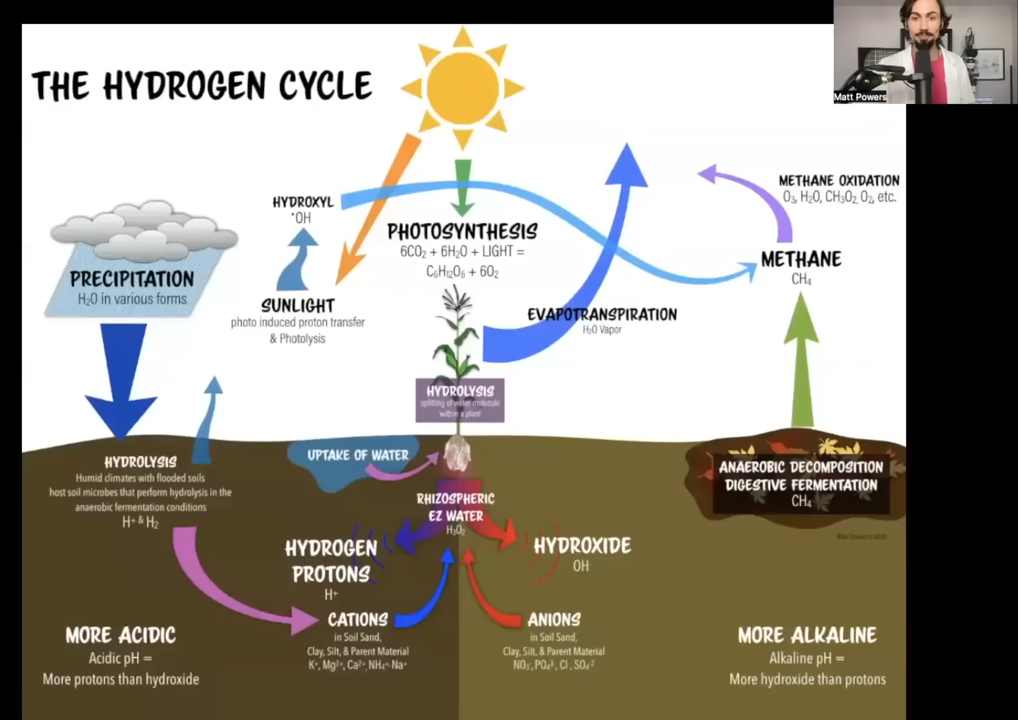 THE HYDROGEN CYCLE
Matt Powers
METHANE OXIDATION
O₃, H₂O, CH₃O₂, O₂, etc.
HYDROXYL
*OH
PHOTOSYNTHESIS
6CO₂ + 6H₂O + LIGHT =
C₆H₁₂O₆ + 6O₂
METHANE
CH₄
PRECIPITATION
H₂O in various forms
SUNLIGHT
photo induced proton transfer
& Photolysis
EVAPOTRANSPIRATION
H₂O Vapor
HYDROLYSIS
splitting of water molecule
within a plant
HYDROLYSIS
Humid climates with flooded soils
host soil microbes that perform hydrolysis in the
anaerobic fermentation conditions
H⁺ & H₂
UPTAKE OF WATER
ANAEROBIC DECOMPOSITION
DIGESTIVE FERMENTATION
CH₄
RHIZOSPHERIC
EZ WATER
H₃O₂
HYDROGEN
PROTONS
H⁺
HYDROXIDE
OH⁻
CATIONS
in Soil Sand,
Clay, Silt, & Parent Material
K⁺, Mg²⁺, Ca²⁺, NH₄⁺, Na⁺
ANIONS
in Soil Sand,
Clay, Silt, & Parent Material
NO₃⁻, PO₄³, Cl⁻, SO₄⁻²
MORE ACIDIC
Acidic pH =
More protons than hydroxide
MORE ALKALINE
Alkaline pH =
More hydroxide than protons